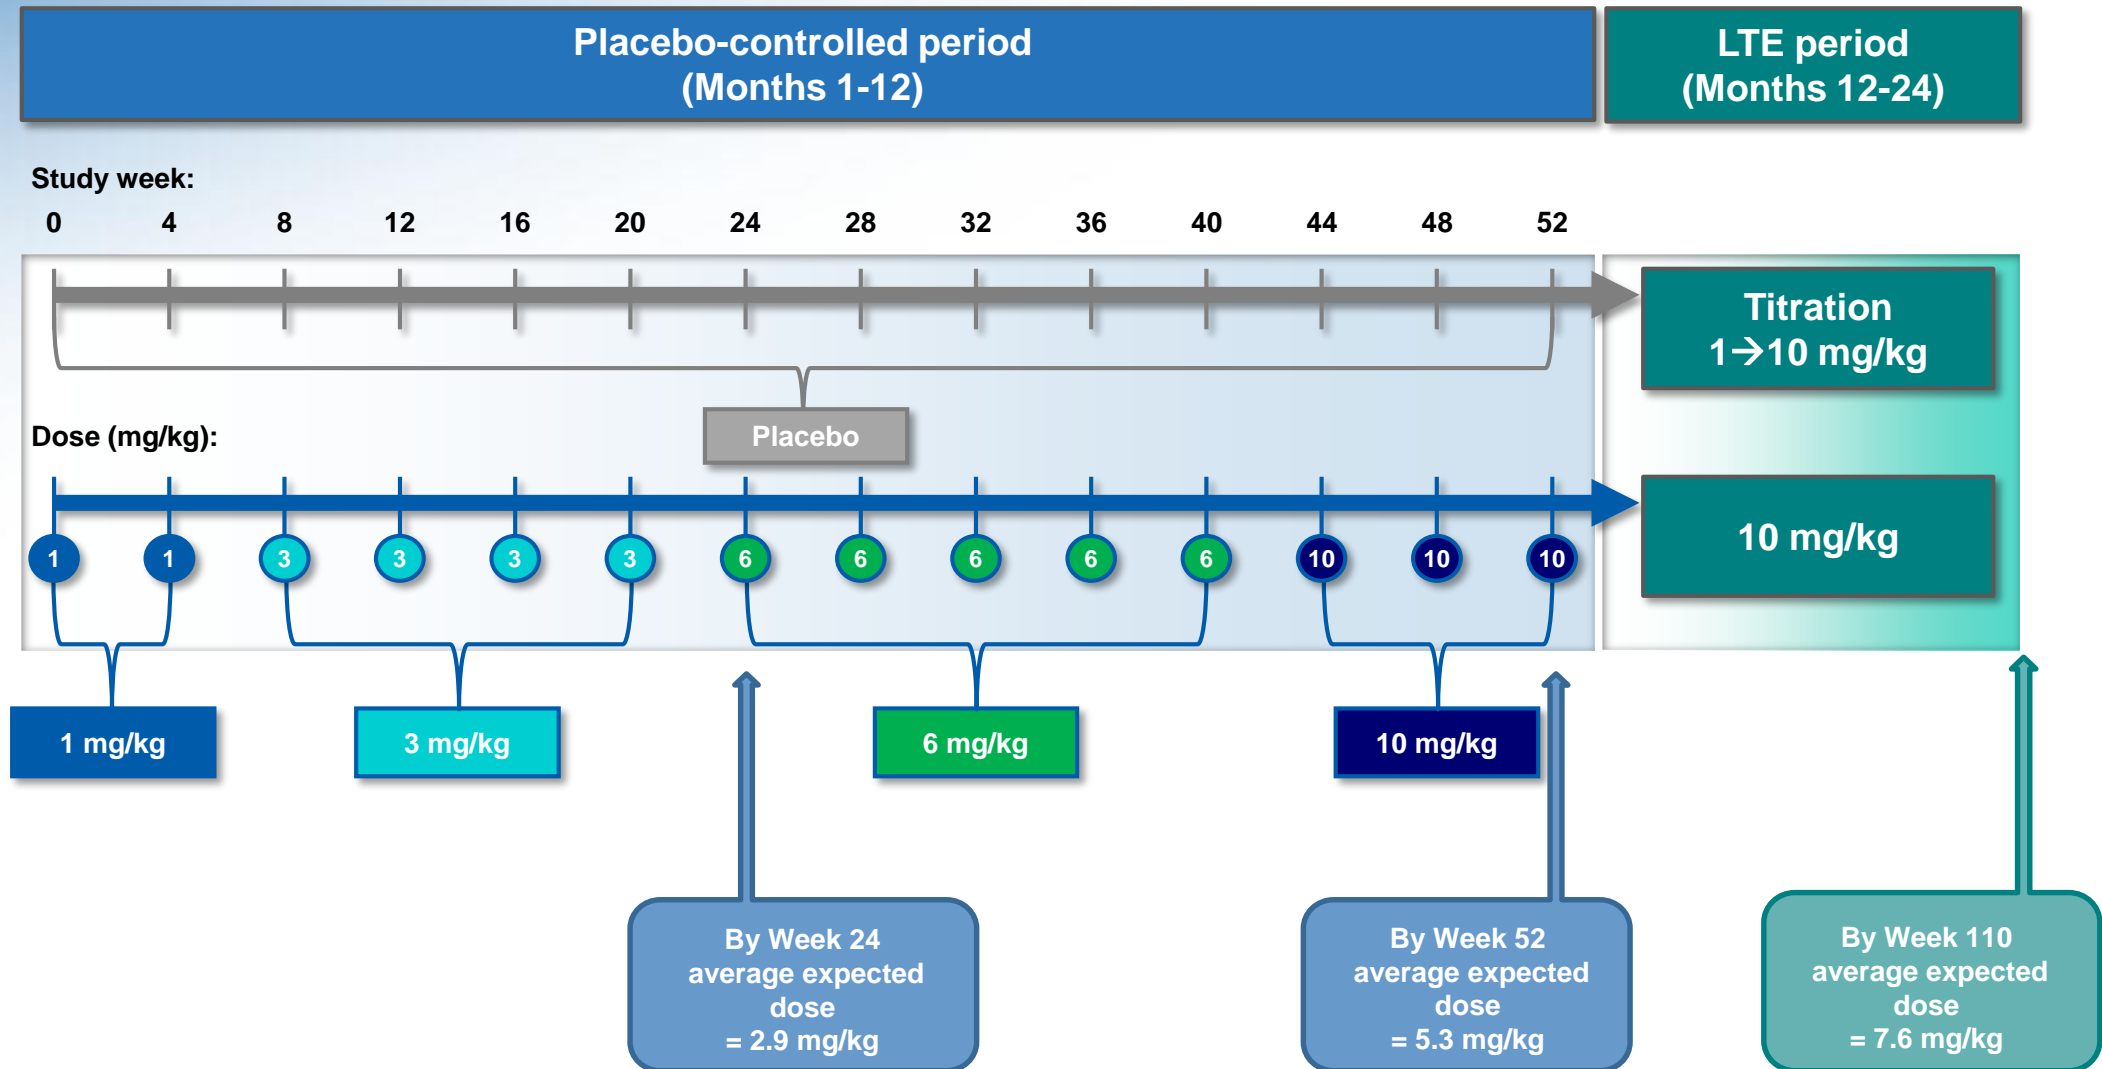 Placebo-controlled period
(Months 1-12)
LTE period
(Months 12-24)
Study week:
0 4 8 12 16 20 24 28 32 36 40 44 48 52
Titration
1→10 mg/kg
Placebo
Dose (mg/kg):
1 1 3 3 3 3 6 6 6 6 6 10 10 10
10 mg/kg
1 mg/kg
3 mg/kg
6 mg/kg
10 mg/kg
By Week 24
average expected
dose
= 2.9 mg/kg
By Week 52
average expected
dose
= 5.3 mg/kg
By Week 110
average expected
dose
= 7.6 mg/kg